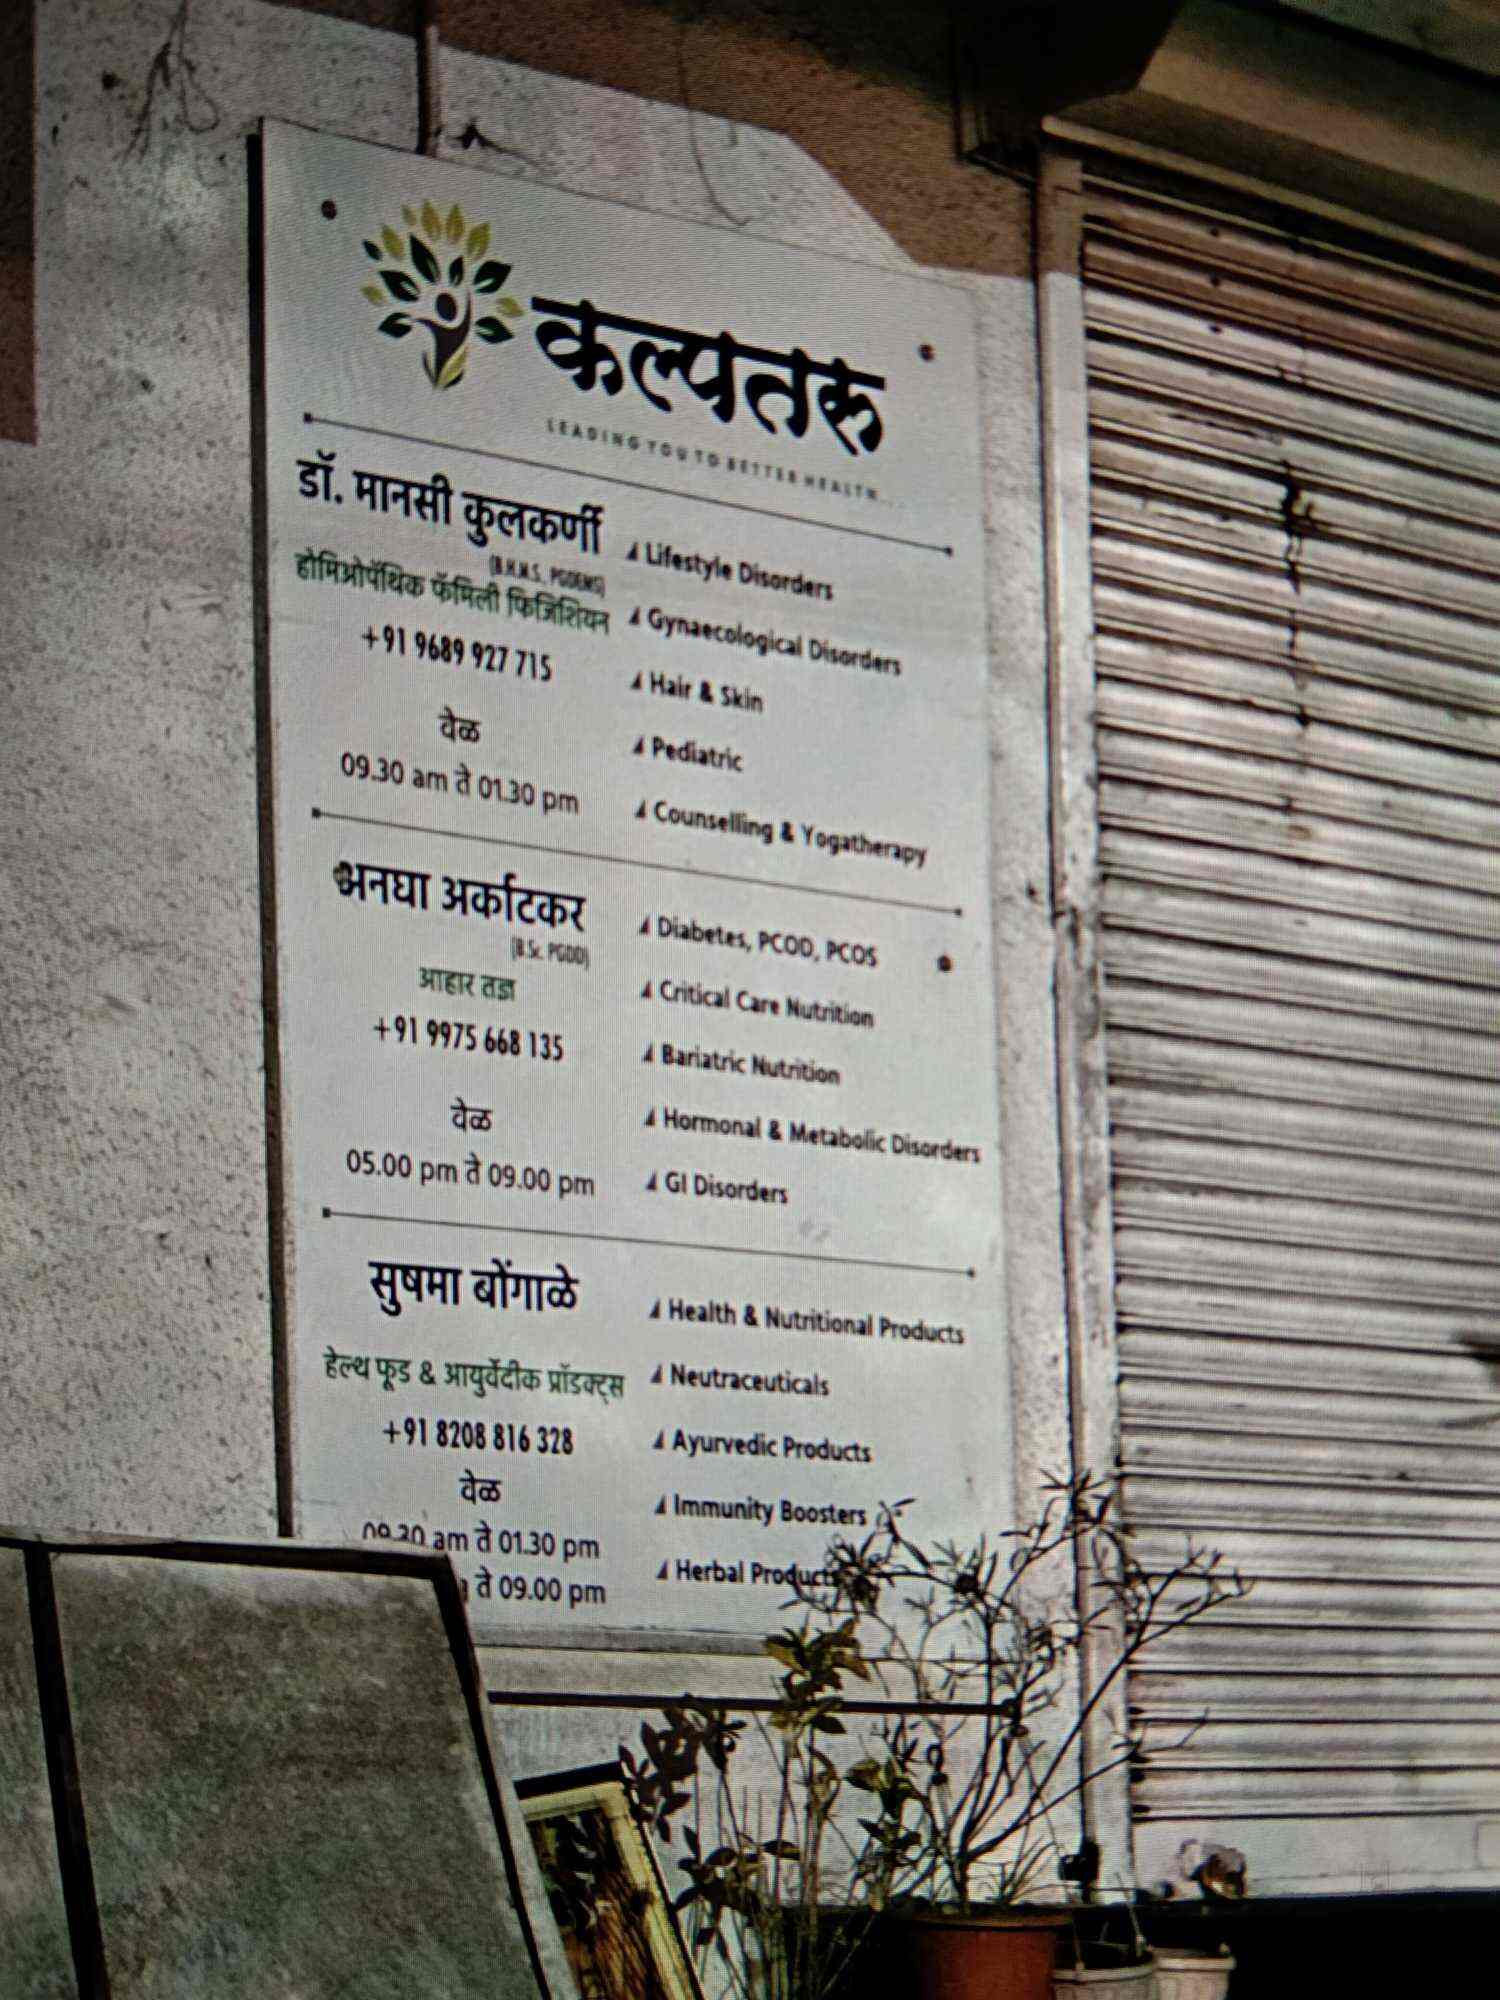 कल्पतरु
LEADING YOU TO BETTER HEALTH...
डॉ. मानसी कुलकर्णी
(B.H.M.S., PGDEMS)
होमिओपॅथिक फॅमिली फिजिशियन
+91 9689 927 715
वेळ
09.30 am ते 01.30 pm
Lifestyle Disorders
Gynaecological Disorders
Hair & Skin
Pediatric
Counselling & Yogatherapy
अनघा अर्काटकर
(B.Sc. PGDD)
आहार तज्ञ
+91 9975 668 135
वेळ
05.00 pm ते 09.00 pm
Diabetes, PCOD, PCOS
Critical Care Nutrition
Bariatric Nutrition
Hormonal & Metabolic Disorders
GI Disorders
सुषमा बोंगाळे
हेल्थ फूड & आयुर्वेदीक प्रॉडक्ट्स
+91 8208 816 328
वेळ
am ते 01.30 pm
ते 09.00 pm
Health & Nutritional Products
Neutraceuticals
Ayurvedic Products
Immunity Boosters
Herbal Products